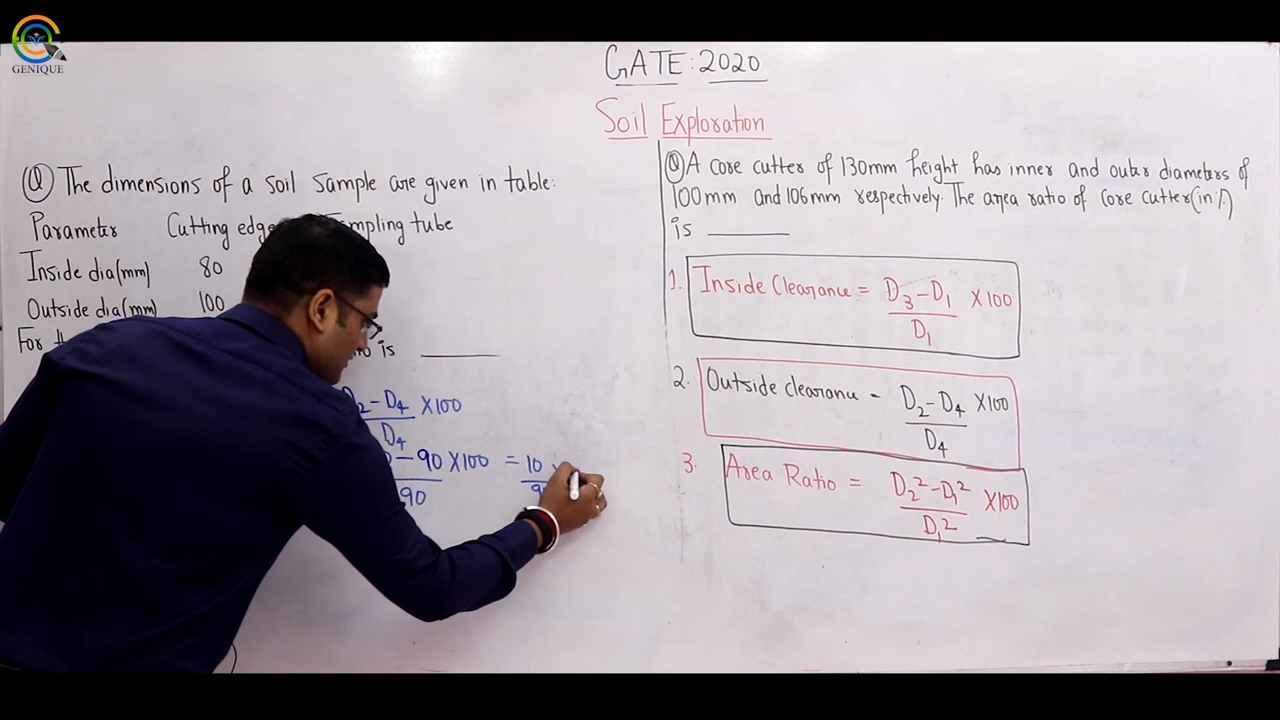 GENIQUE
GATE: 2020
Soil Exploration
Q The dimensions of a soil sample are given in table:
Parameter Cutting edge tube
Inside dia(mm) 80
Outside dia(mm) 100
For is ______
D2 - D4 X100
D4
- 90 X100 = 10
90
Q A core cutter of 130mm height has inner and outer diameters of
100mm and 106mm respectively. The area ratio of core cutter(in%)
is ______
1. Inside Clearance = D3-D1 X100
D1
2. Outside clearance = D2-D4 X100
D4
3. Area Ratio = D2²-D1² X100
D1²